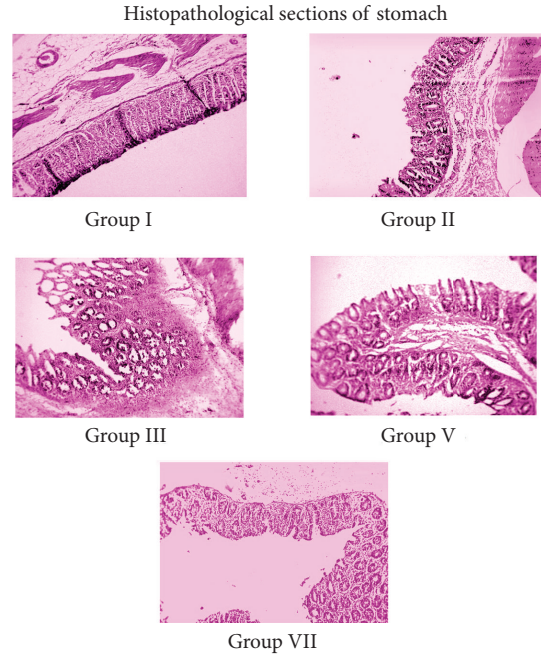 Histopathological sections of stomach
Group I
Group II
Group III
Group V
Group VII